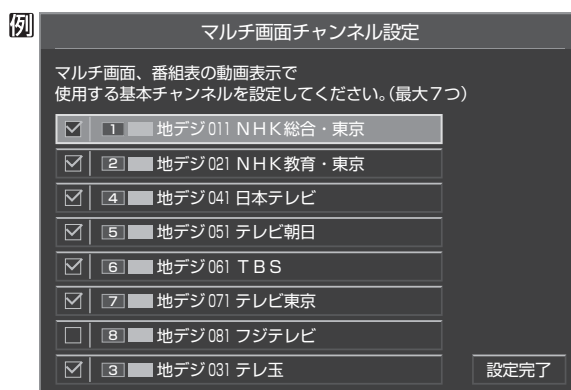 例
マルチ画面チャンネル設定
マルチ画面、番組表の動画表示で
使用する基本チャンネルを設定してください。(最大7つ)
1 地デジ011 NHK総合・東京
2 地デジ021 NHK教育・東京
4 地デジ041 日本テレビ
5 地デジ051 テレビ朝日
6 地デジ061 TBS
7 地デジ071 テレビ東京
8 地デジ081 フジテレビ
3 地デジ031 テレ玉
設定完了